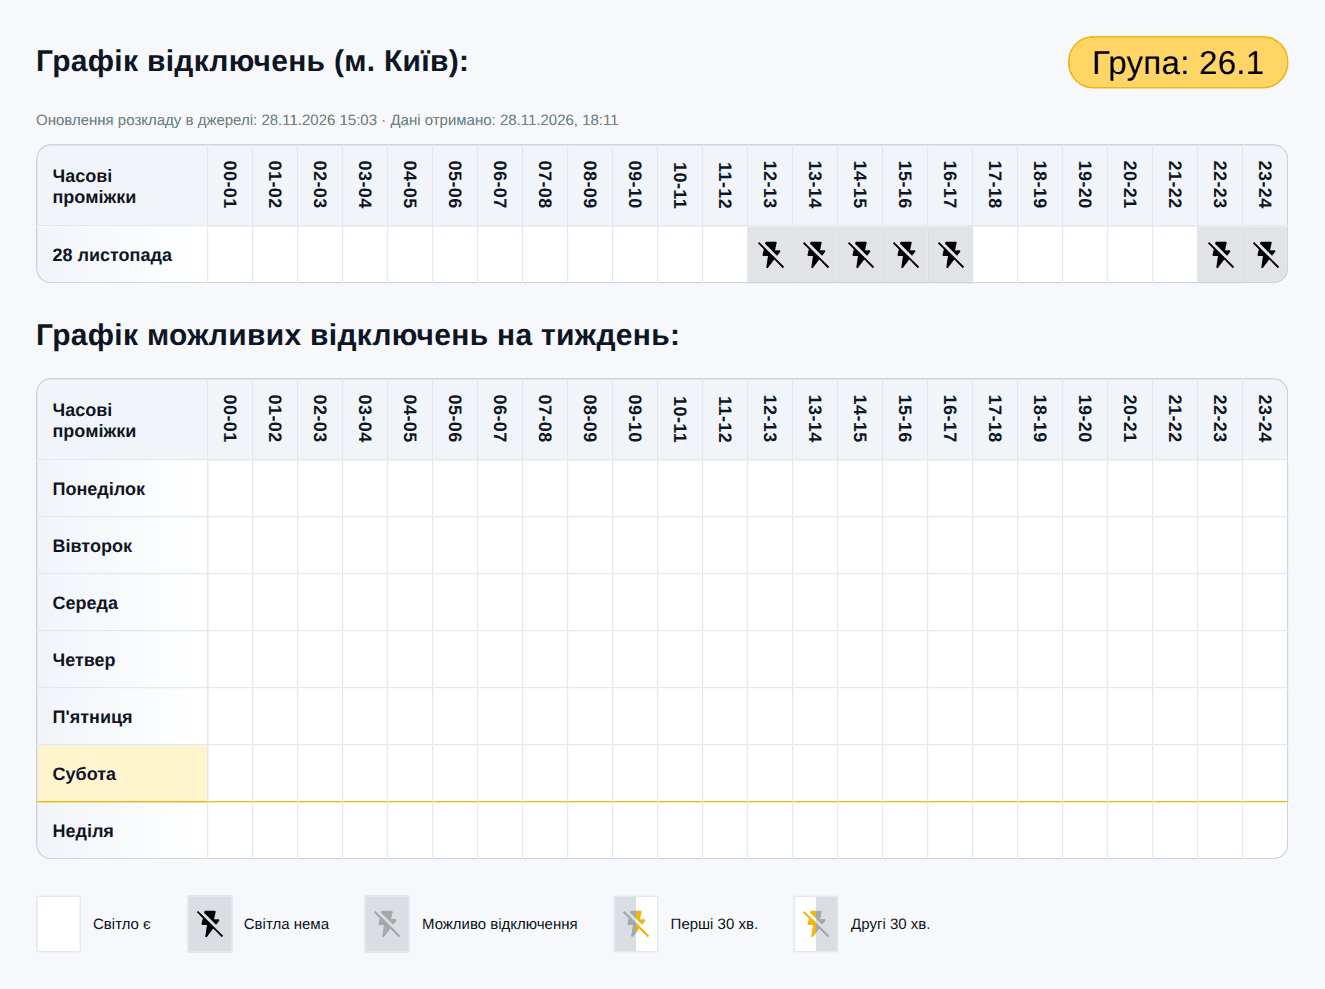 Графік відключень (м. Київ):
Група: 26.1
Оновлення розкладу в джерелі: 28.11.2026 15:03 · Дані отримано: 28.11.2026, 18:11
Часові проміжки 00-01 01-02 02-03 03-04 04-05 05-06 06-07 07-08 08-09 09-10 10-11 11-12 12-13 13-14 14-15 15-16 16-17 17-18 18-19 19-20 20-21 21-22 22-23 23-24
28 листопада
Графік можливих відключень на тиждень:
Часові проміжки 00-01 01-02 02-03 03-04 04-05 05-06 06-07 07-08 08-09 09-10 10-11 11-12 12-13 13-14 14-15 15-16 16-17 17-18 18-19 19-20 20-21 21-22 22-23 23-24
Понеділок
Вівторок
Середа
Четвер
П'ятниця
Субота
Неділя
Світло є Світла нема Можливо відключення Перші 30 хв. Другі 30 хв.